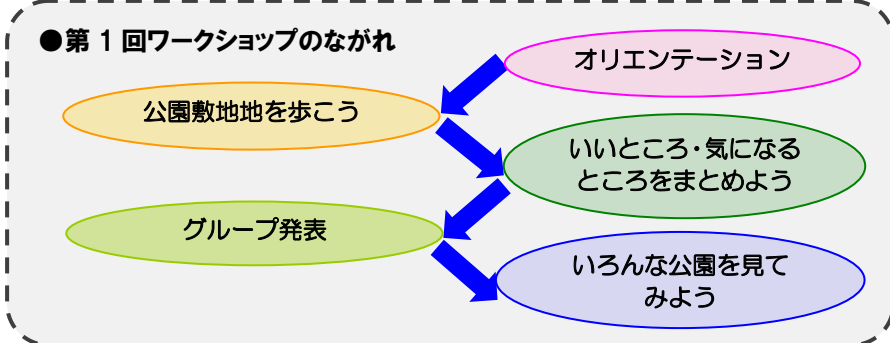 ●第 1 回ワークショップのながれ
オリエンテーション
公園敷地地を歩こう
いいところ・気になる
ところをまとめよう
グループ発表
いろんな公園を見て
みよう